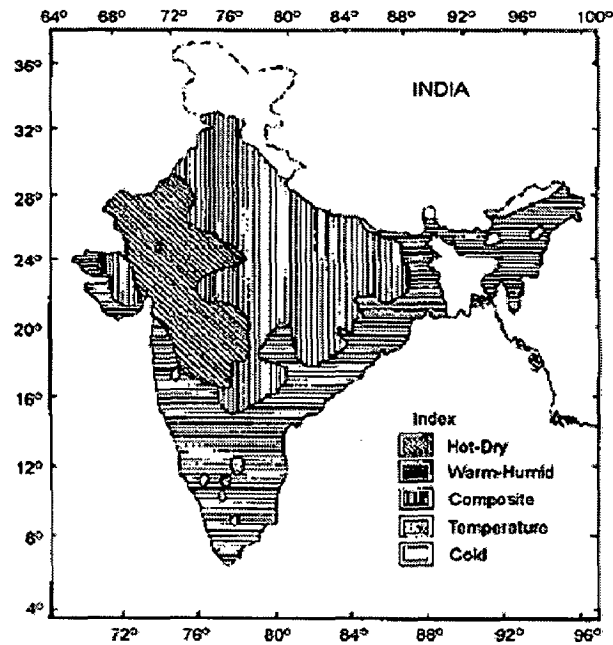 64° 68° 72° 76° 80° 84° 88° 92° 96° 100°
36°
INDIA
32°
28°
24°
20°
16°
Index
Hot-Dry
12°
Warm-Humid
Composite
8°
Temperature
Cold
4°
72° 76° 80° 84° 88° 92° 96°